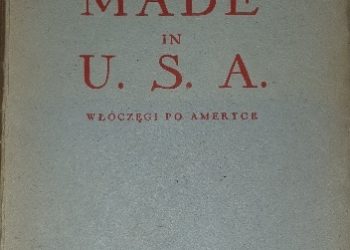 MADE
IN
U. S. A.
WŁÓCZĘGI PO AMERYCE